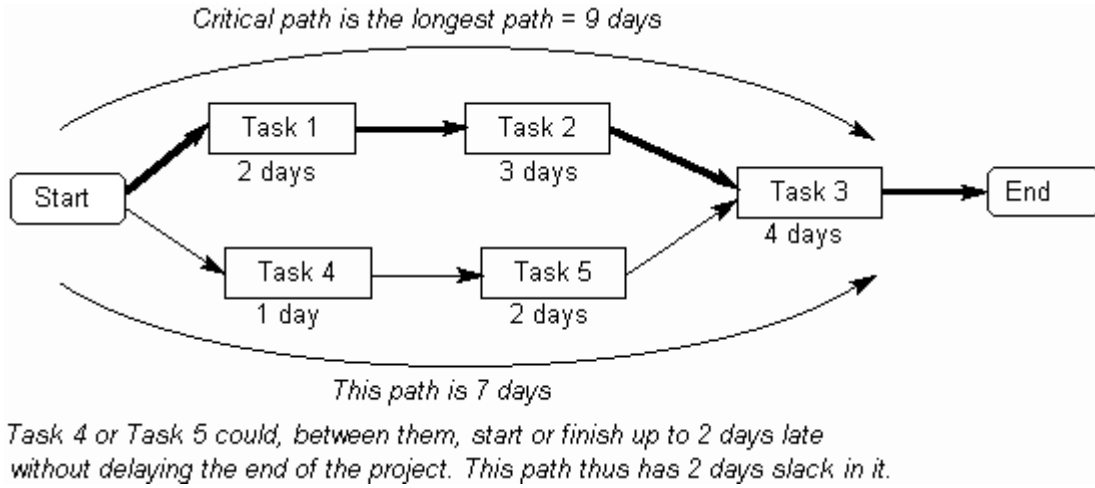 Critical path is the longest path = 9 days
Task 1
Task 2
2 days
3 days
Start
Task 3
End
4 days
Task 4
Task 5
1 day
2 days
This path is 7 days
Task 4 or Task 5 could, between them, start or finish up to 2 days late
without delaying the end of the project. This path thus has 2 days slack in it.